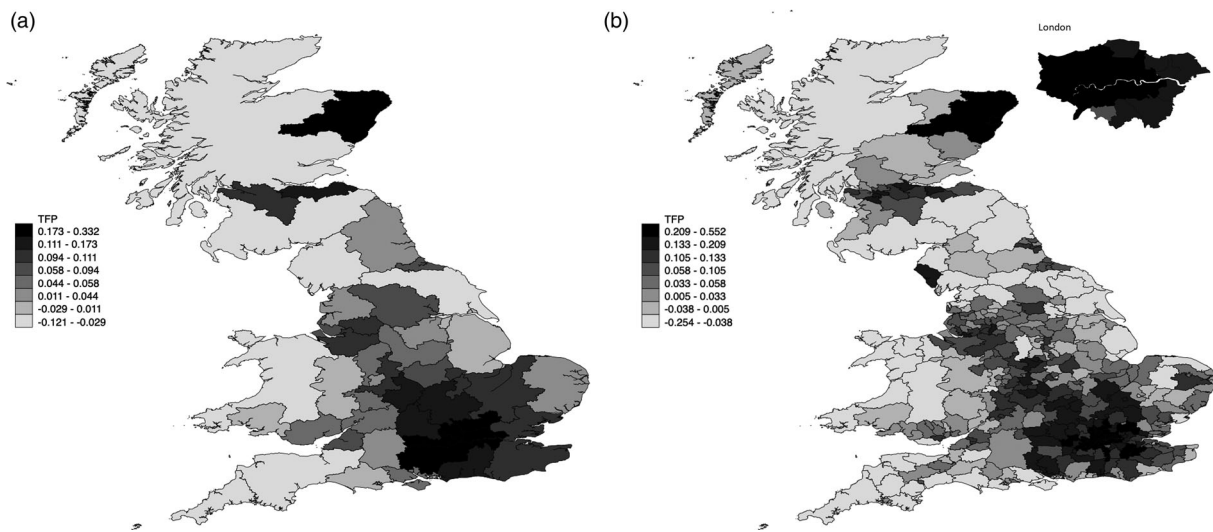 (a)
TFP
0.173 - 0.332
0.111 - 0.173
0.094 - 0.111
0.058 - 0.094
0.044 - 0.058
0.011 - 0.044
-0.029 - 0.011
-0.121 - -0.029
(b)
London
TFP
0.209 - 0.552
0.133 - 0.209
0.105 - 0.133
0.058 - 0.105
0.033 - 0.058
0.005 - 0.033
-0.038 - 0.005
-0.254 - -0.038